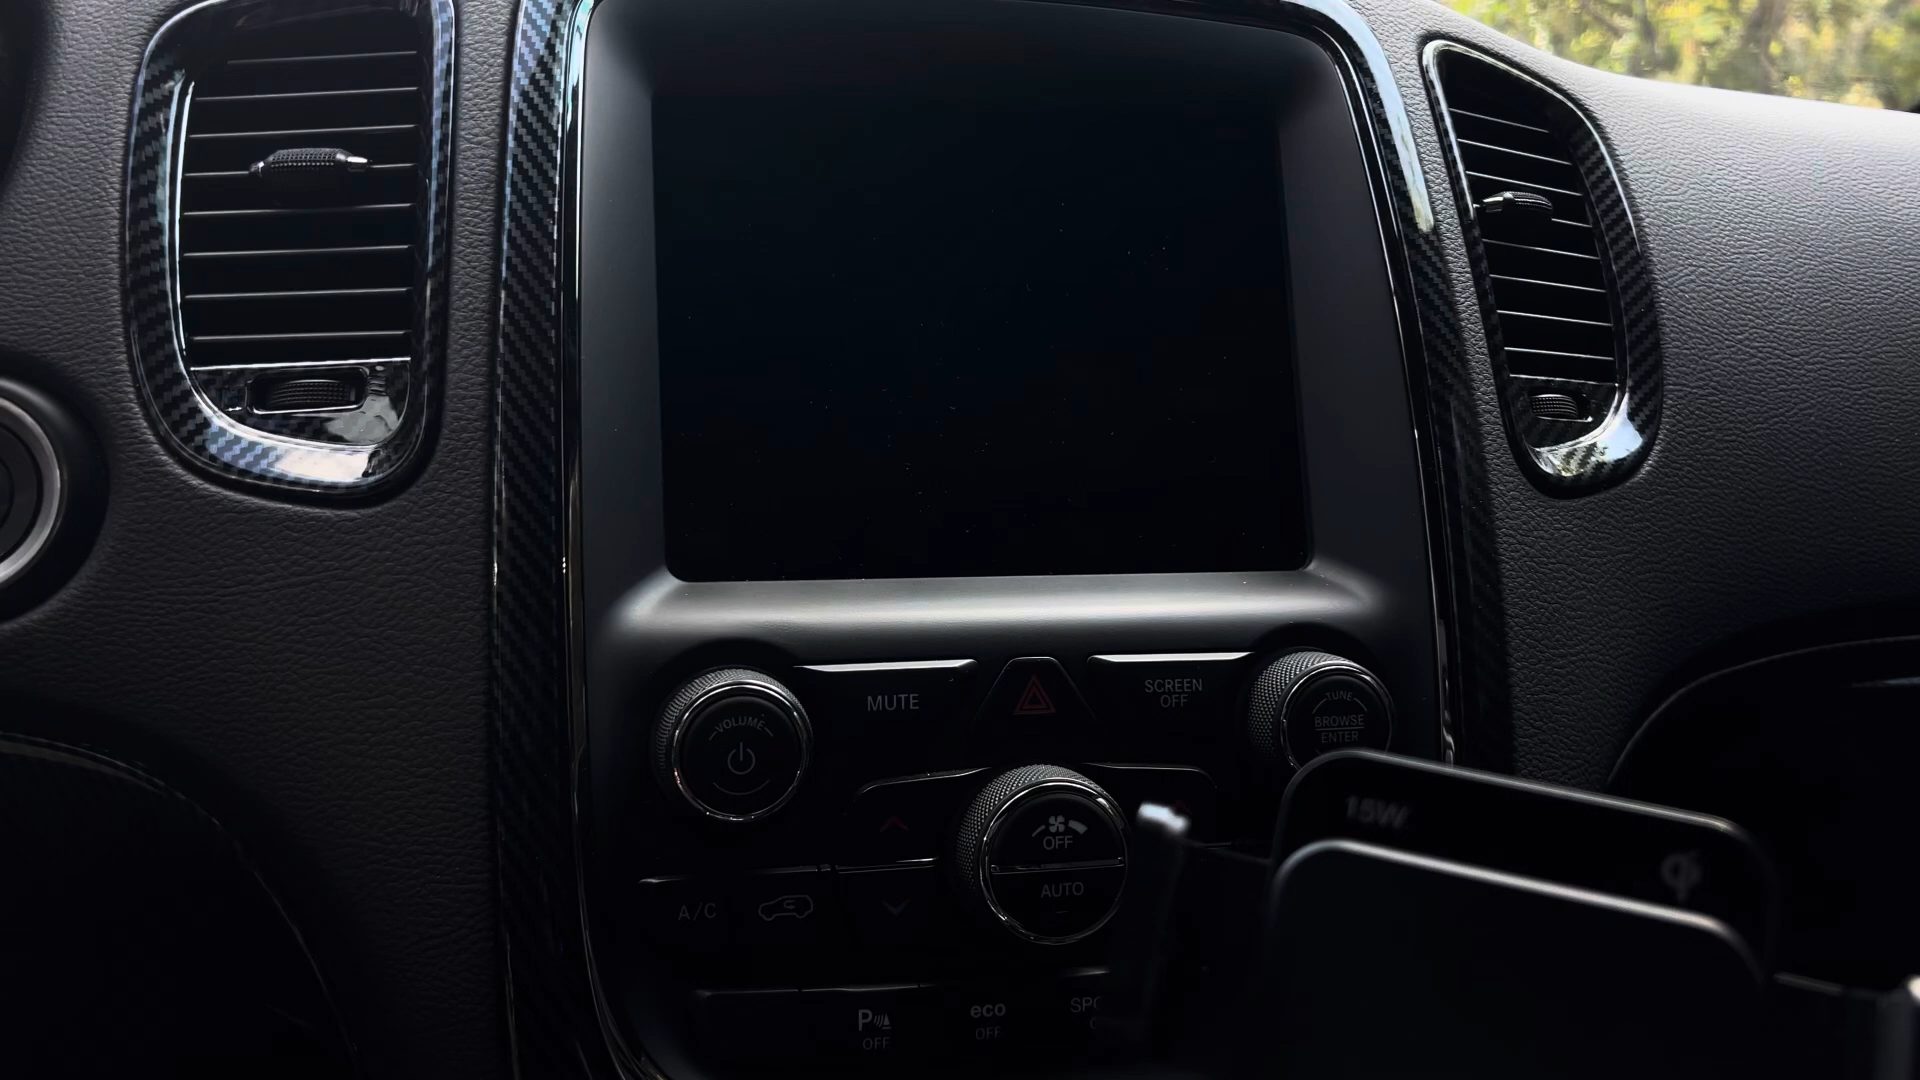 VOLUME
MUTE
SCREEN
OFF
TUNE
BROWSE
ENTER
15W
OFF
AUTO
A/C
P
OFF
eco
OFF